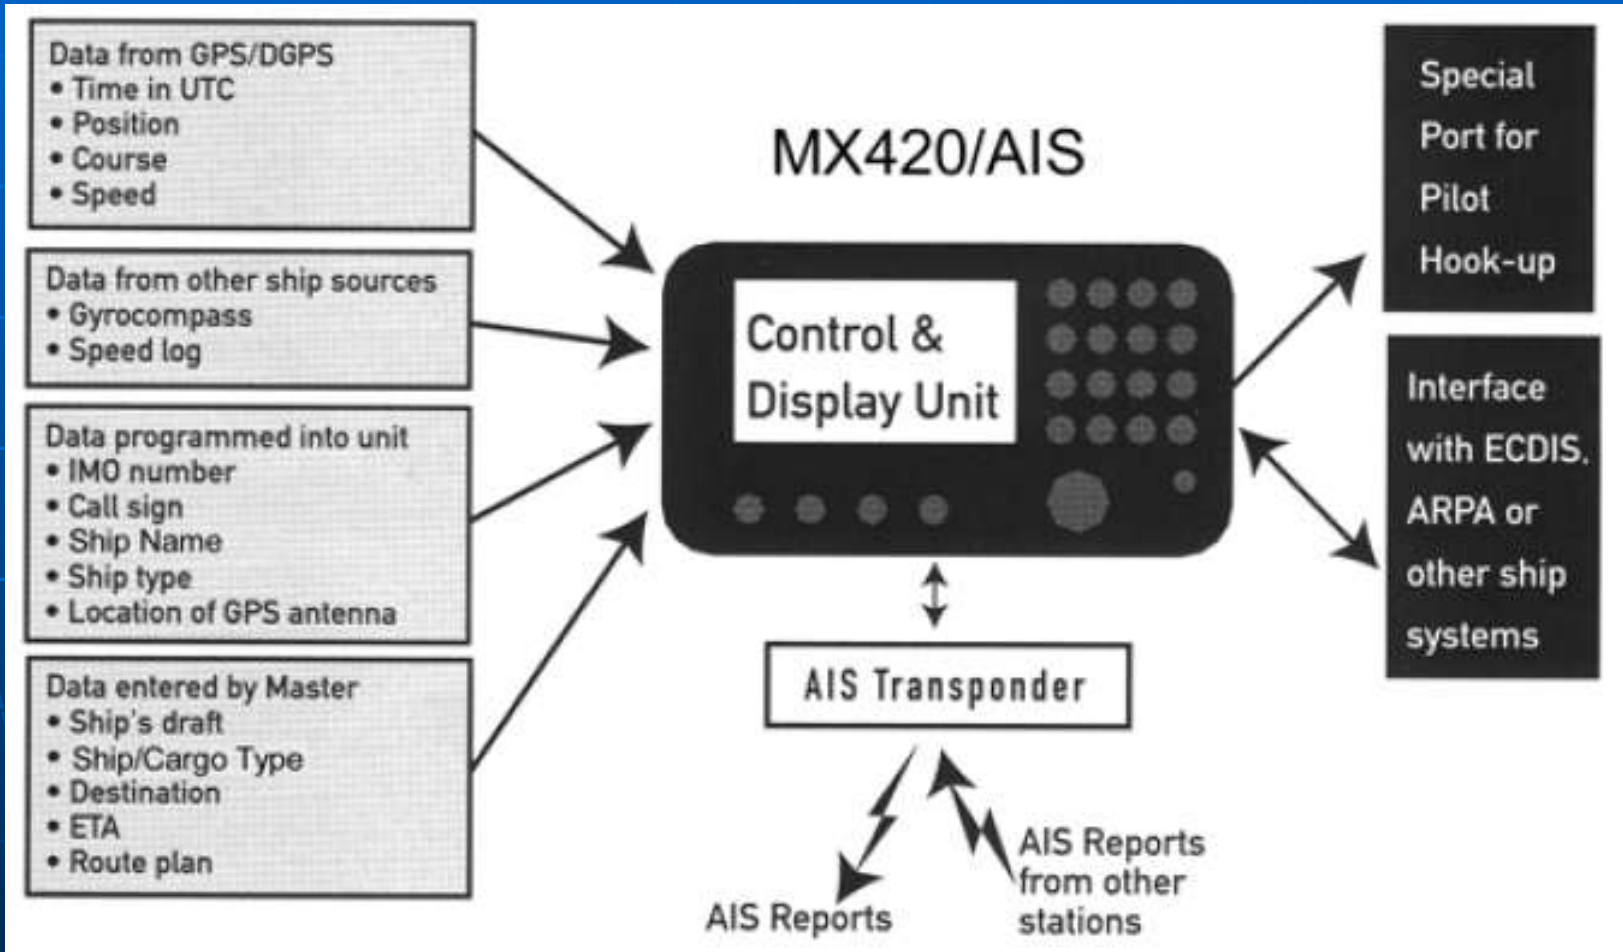 Data from GPS/DGPS
• Time in UTC
• Position
• Course
• Speed
Data from other ship sources
• Gyrocompass
• Speed log
Data programmed into unit
• IMO number
• Call sign
• Ship Name
• Ship type
• Location of GPS antenna
Data entered by Master
• Ship's draft
• Ship/Cargo Type
• Destination
• ETA
• Route plan
MX420/AIS
Control &
Display Unit
AIS Transponder
AIS Reports
AIS Reports
from other
stations
Special
Port for
Pilot
Hook-up
Interface
with ECDIS,
ARPA or
other ship
systems